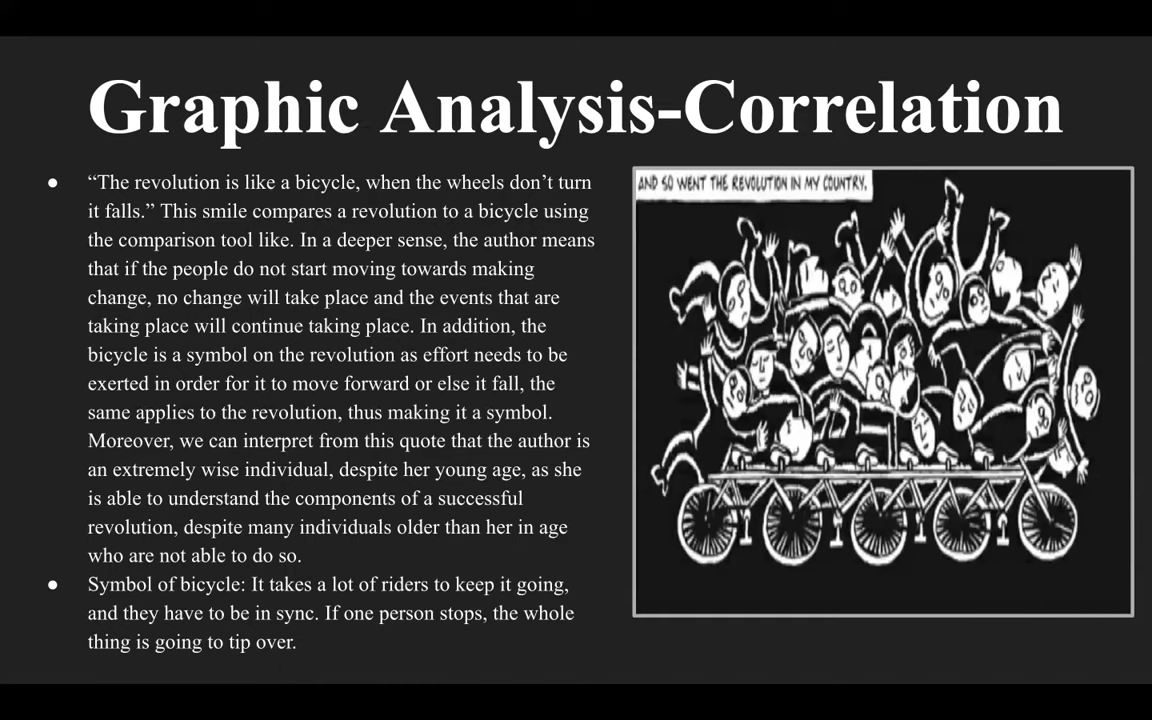 Graphic Analysis-Correlation
● “The revolution is like a bicycle, when the wheels don’t turn
it falls.” This smile compares a revolution to a bicycle using
the comparison tool like. In a deeper sense, the author means
that if the people do not start moving towards making
change, no change will take place and the events that are
taking place will continue taking place. In addition, the
bicycle is a symbol on the revolution as effort needs to be
exerted in order for it to move forward or else it fall, the
same applies to the revolution, thus making it a symbol.
Moreover, we can interpret from this quote that the author is
an extremely wise individual, despite her young age, as she
is able to understand the components of a successful
revolution, despite many individuals older than her in age
who are not able to do so.
● Symbol of bicycle: It takes a lot of riders to keep it going,
and they have to be in sync. If one person stops, the whole
thing is going to tip over.
AND SO WENT THE REVOLUTION IN MY COUNTRY.